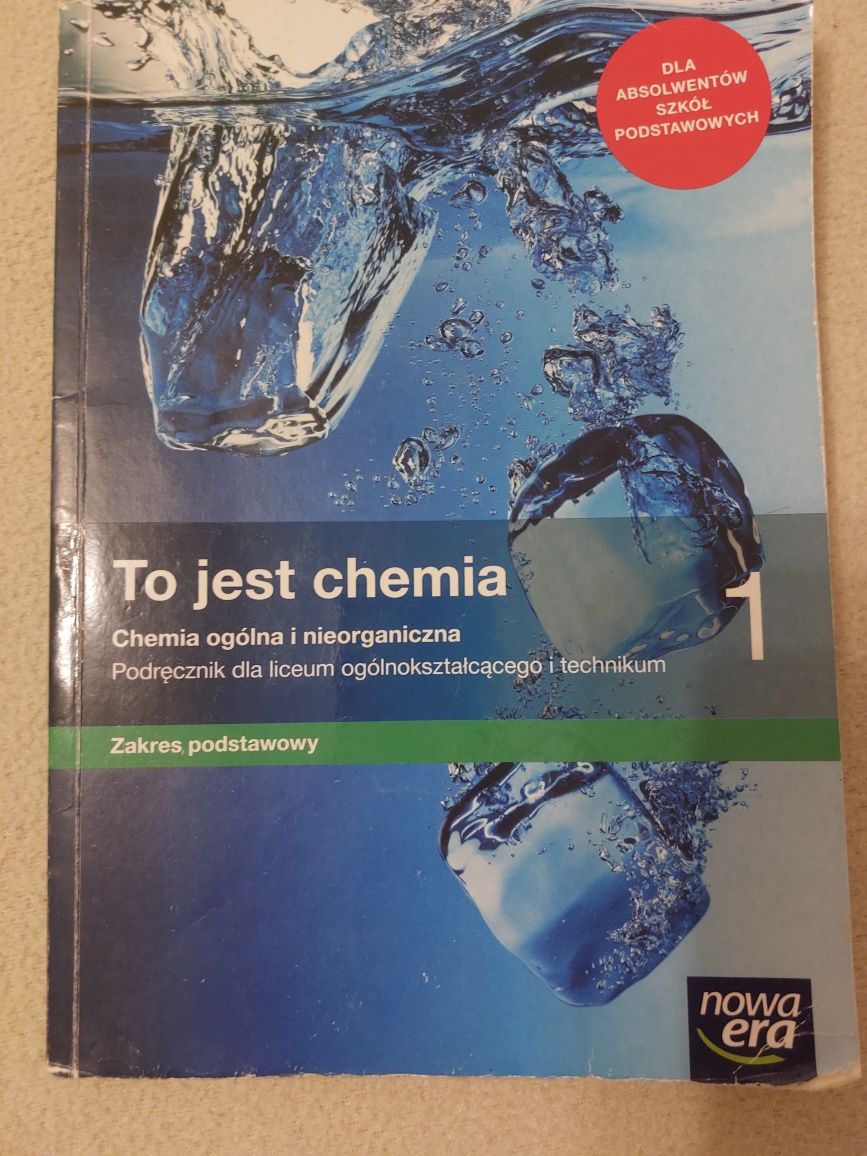 DLA
ABSOLWENTÓW
SZKÓŁ
PODSTAWOWYCH
To jest chemia
1
Chemia ogólna i nieorganiczna
Podręcznik dla liceum ogólnokształcącego i technikum
Zakres podstawowy
nowa
era